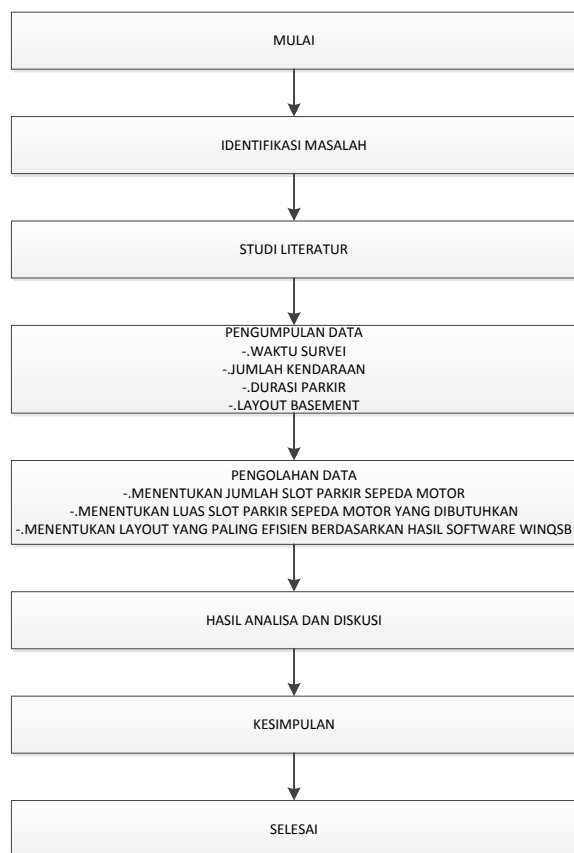 MULAI
IDENTIFIKASI MASALAH
STUDI LITERATUR
PENGUMPULAN DATA
-.WAKTU SURVEI
-.JUMLAH KENDARAAN
-.DURASI PARKIR
-.LAYOUT BASEMENT
PENGOLAHAN DATA
-.MENENTUKAN JUMLAH SLOT PARKIR SEPEDA MOTOR
-.MENENTUKAN LUAS SLOT PARKIR SEPEDA MOTOR YANG DIBUTUHKAN
-.MENENTUKAN LAYOUT YANG PALING EFISIEN BERDASARKAN HASIL SOFTWARE WINQSB
HASIL ANALISA DAN DISKUSI
KESIMPULAN
SELESAI